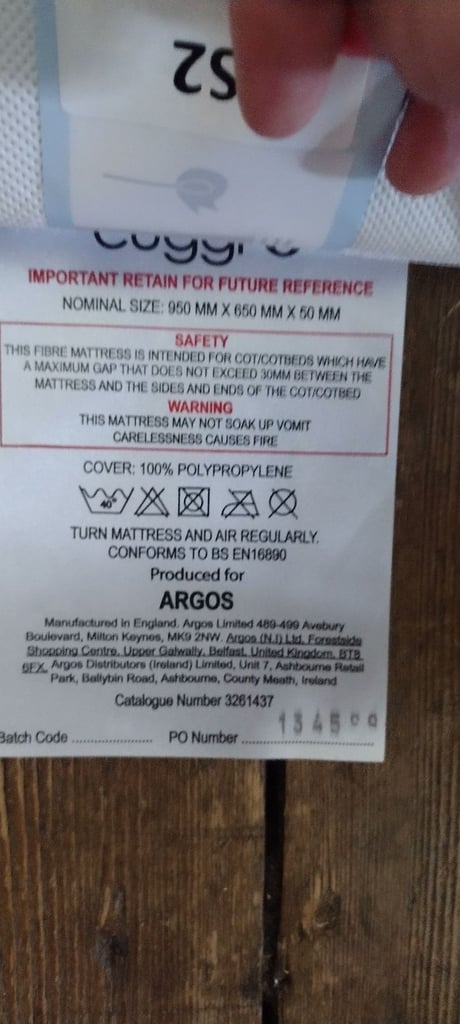 S2
IMPORTANT RETAIN FOR FUTURE REFERENCE
NOMINAL SIZE: 950 MM X 650 MM X 50 MM
SAFETY
THIS FIBRE MATTRESS IS INTENDED FOR COT/COTBEDS WHICH HAVE
A MAXIMUM GAP THAT DOES NOT EXCEED 30MM BETWEEN THE
MATTRESS AND THE SIDES AND ENDS OF THE COT/COTBED
WARNING
THIS MATTRESS MAY NOT SOAK UP VOMIT
CARELESSNESS CAUSES FIRE
COVER: 100% POLYPROPYLENE
40°
TURN MATTRESS AND AIR REGULARLY.
CONFORMS TO BS EN16890
Produced for
ARGOS
Manufactured in England. Argos Limited 489-499 Avebury
Boulevard, Milton Keynes, MK9 2NW. Argos (N.I) Ltd, Forestside
Shopping Centre, Upper Galwally, Belfast, United Kingdom, BT8
6FX. Argos Distributors (Ireland) Limited, Unit 7, Ashbourne Retail
Park, Ballybin Road, Ashbourne, County Meath, Ireland
Catalogue Number 3261437
Batch Code ..................... PO Number ..................................